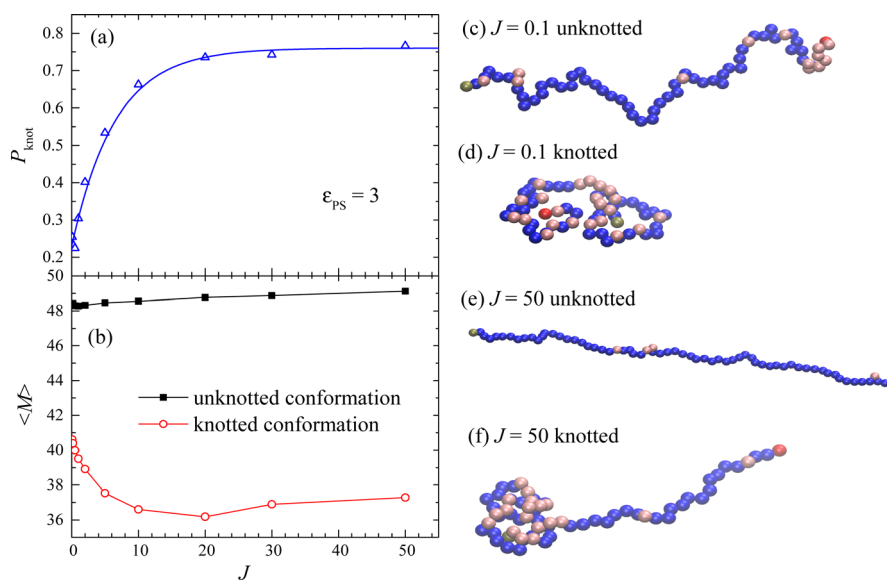 (a)
0.8
0.7
0.6
0.5
0.4
0.3
0.2
P_knot
ε_PS = 3
50
48
46
44
42
40
38
36
<M>
(b)
unknotted conformation
knotted conformation
0 10 20 30 40 50
J
(c) J = 0.1 unknotted
(d) J = 0.1 knotted
(e) J = 50 unknotted
(f) J = 50 knotted